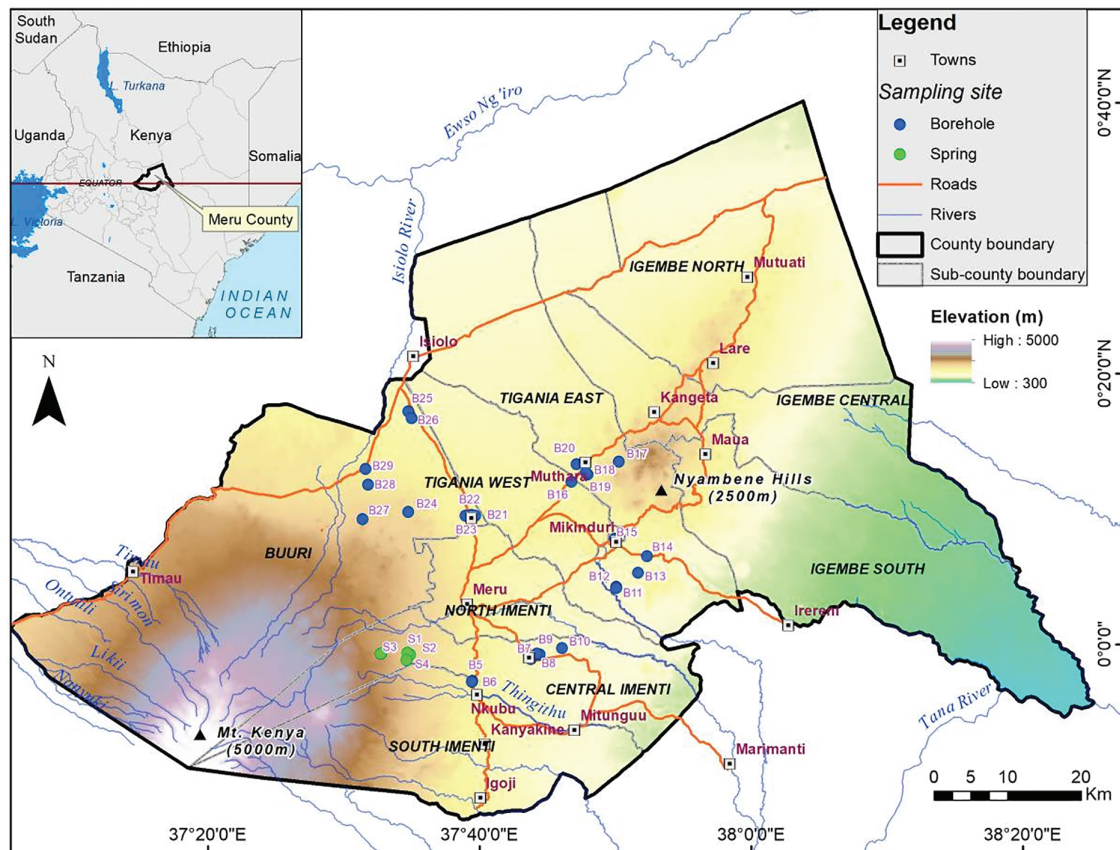 South
Sudan
Ethiopia
L. Turkana
Uganda
Kenya
Somalia
EQUATOR
L. Victoria
Meru County
Tanzania
INDIAN
OCEAN
Legend
Towns
Sampling site
Borehole
Spring
Roads
Rivers
County boundary
Sub-county boundary
Elevation (m)
High : 5000
Low : 300
N
0°40'0"N
0°20'0"N
0°0'0"N
Ewso Ng'iro
Isiolo River
IGEMBE NORTH
Mutuati
Isiolo
Lare
B25
B26
TIGANIA EAST
Kangeta
IGEMBE CENTRAL
Maua
B20
B17
B29
Muthara
B18
B19
B16
Nyambene Hills
(2500m)
B28
TIGANIA WEST
B24
B22
B21
B23
B27
Mikinduri
B15
B14
BUURI
Timau
Timau
B12
B13
B11
IGEMBE SOUTH
Ontulili
Sirimon
Meru
NORTH IMENTI
Irerem
Likii
S3
S1
S2
S4
B9
B10
B7
B8
B5
B6
Nanyuki
CENTRAL IMENTI
Thingithu
Nkubu
Mitunguu
Tana River
Kanyakine
Mt. Kenya
(5000m)
SOUTH IMENTI
Marimanti
Igoji
0 5 10 20
Km
37°20'0"E
37°40'0"E
38°0'0"E
38°20'0"E